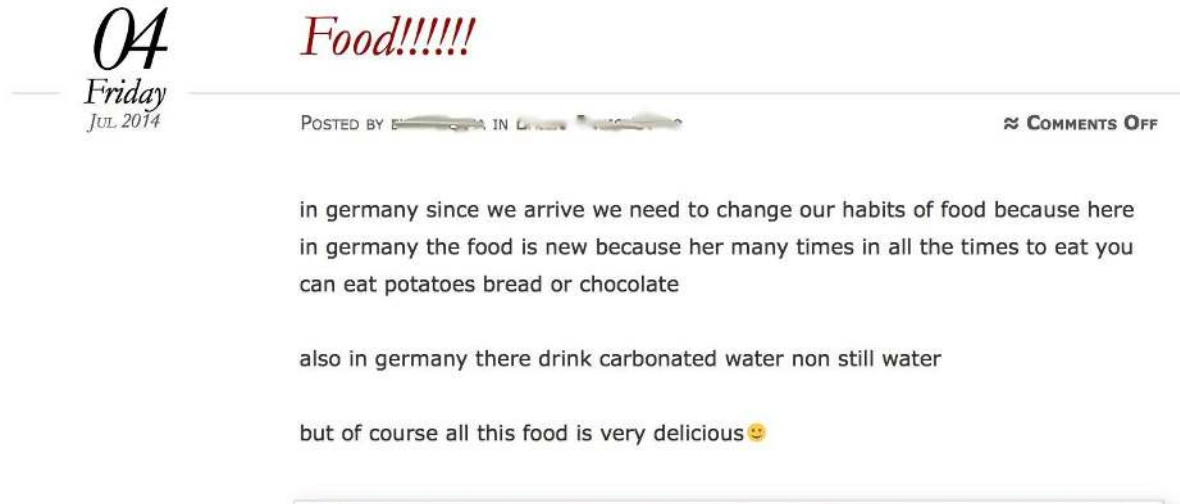 04
Friday
Jul 2014
Food!!!!!!
Posted by in
≈ Comments Off
in germany since we arrive we need to change our habits of food because here
in germany the food is new because her many times in all the times to eat you
can eat potatoes bread or chocolate
also in germany there drink carbonated water non still water
but of course all this food is very delicious🙂